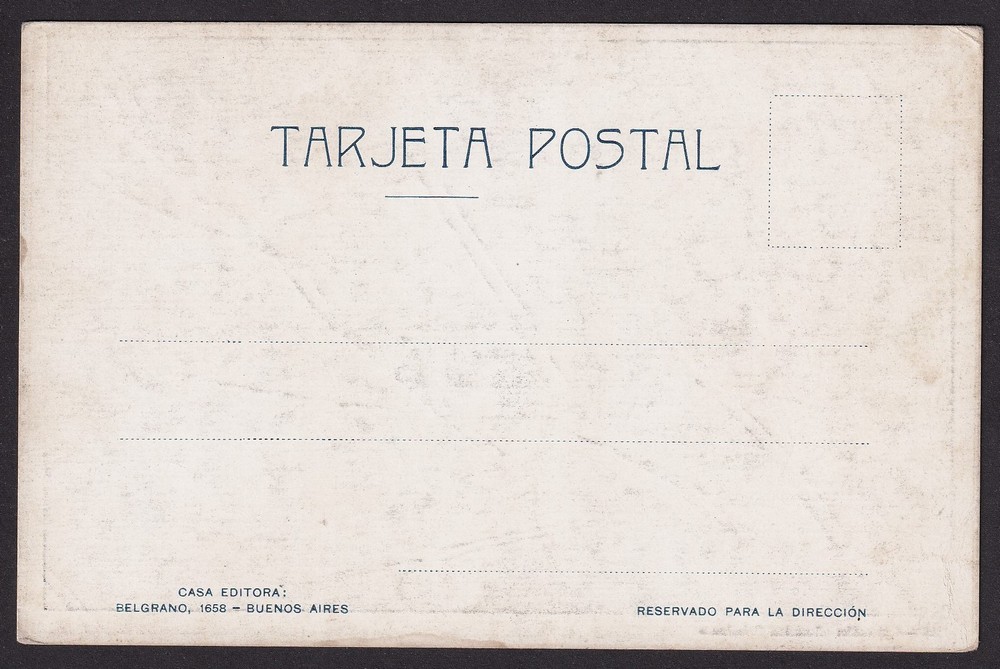 TARJETA POSTAL
CASA EDITORA:
BELGRANO, 1658 – BUENOS AIRES
RESERVADO PARA LA DIRECCIÓN